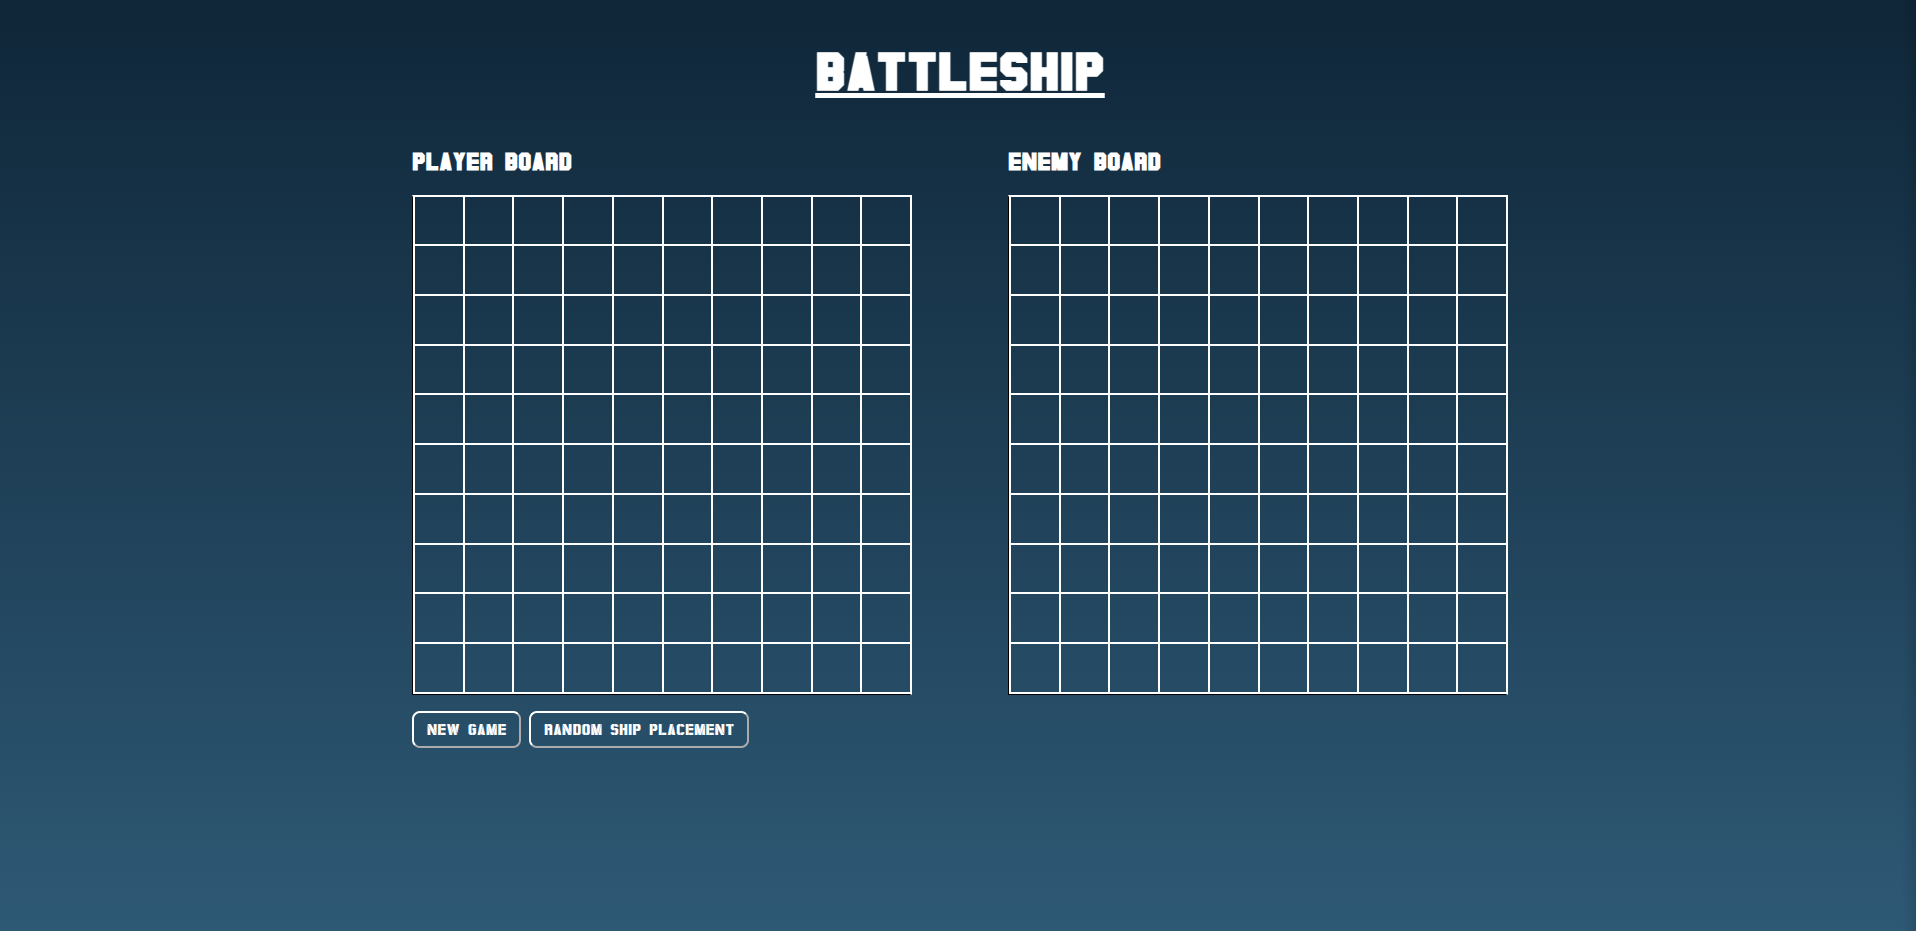 BATTLESHIP
PLAYER BOARD
ENEMY BOARD
NEW GAME
RANDOM SHIP PLACEMENT